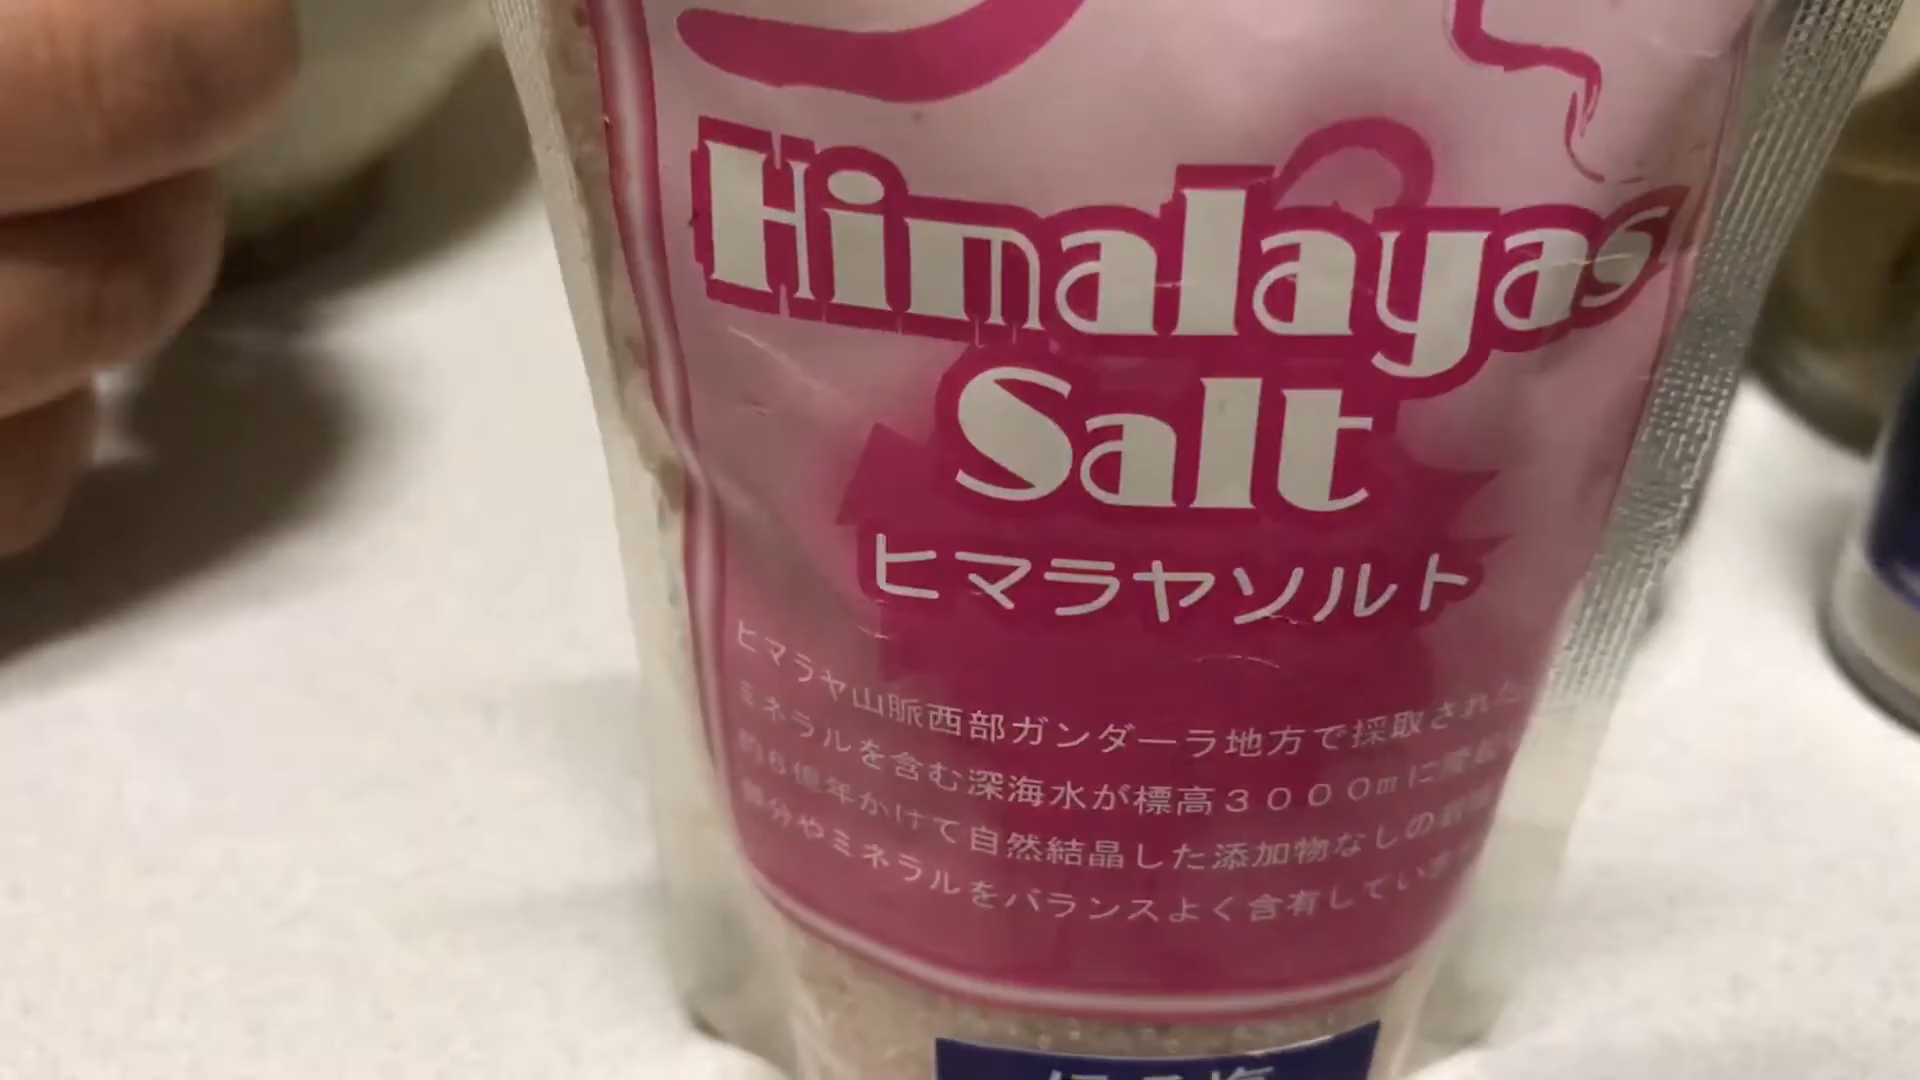 Himalayas
Salt
ヒマラヤソルト
ヒマラヤ山脈西部ガンダーラ地方で採取された
ミネラルを含む深海水が標高3000mに
約6億年かけて自然結晶した添加物なしの
分やミネラルをバランスよく含有していま